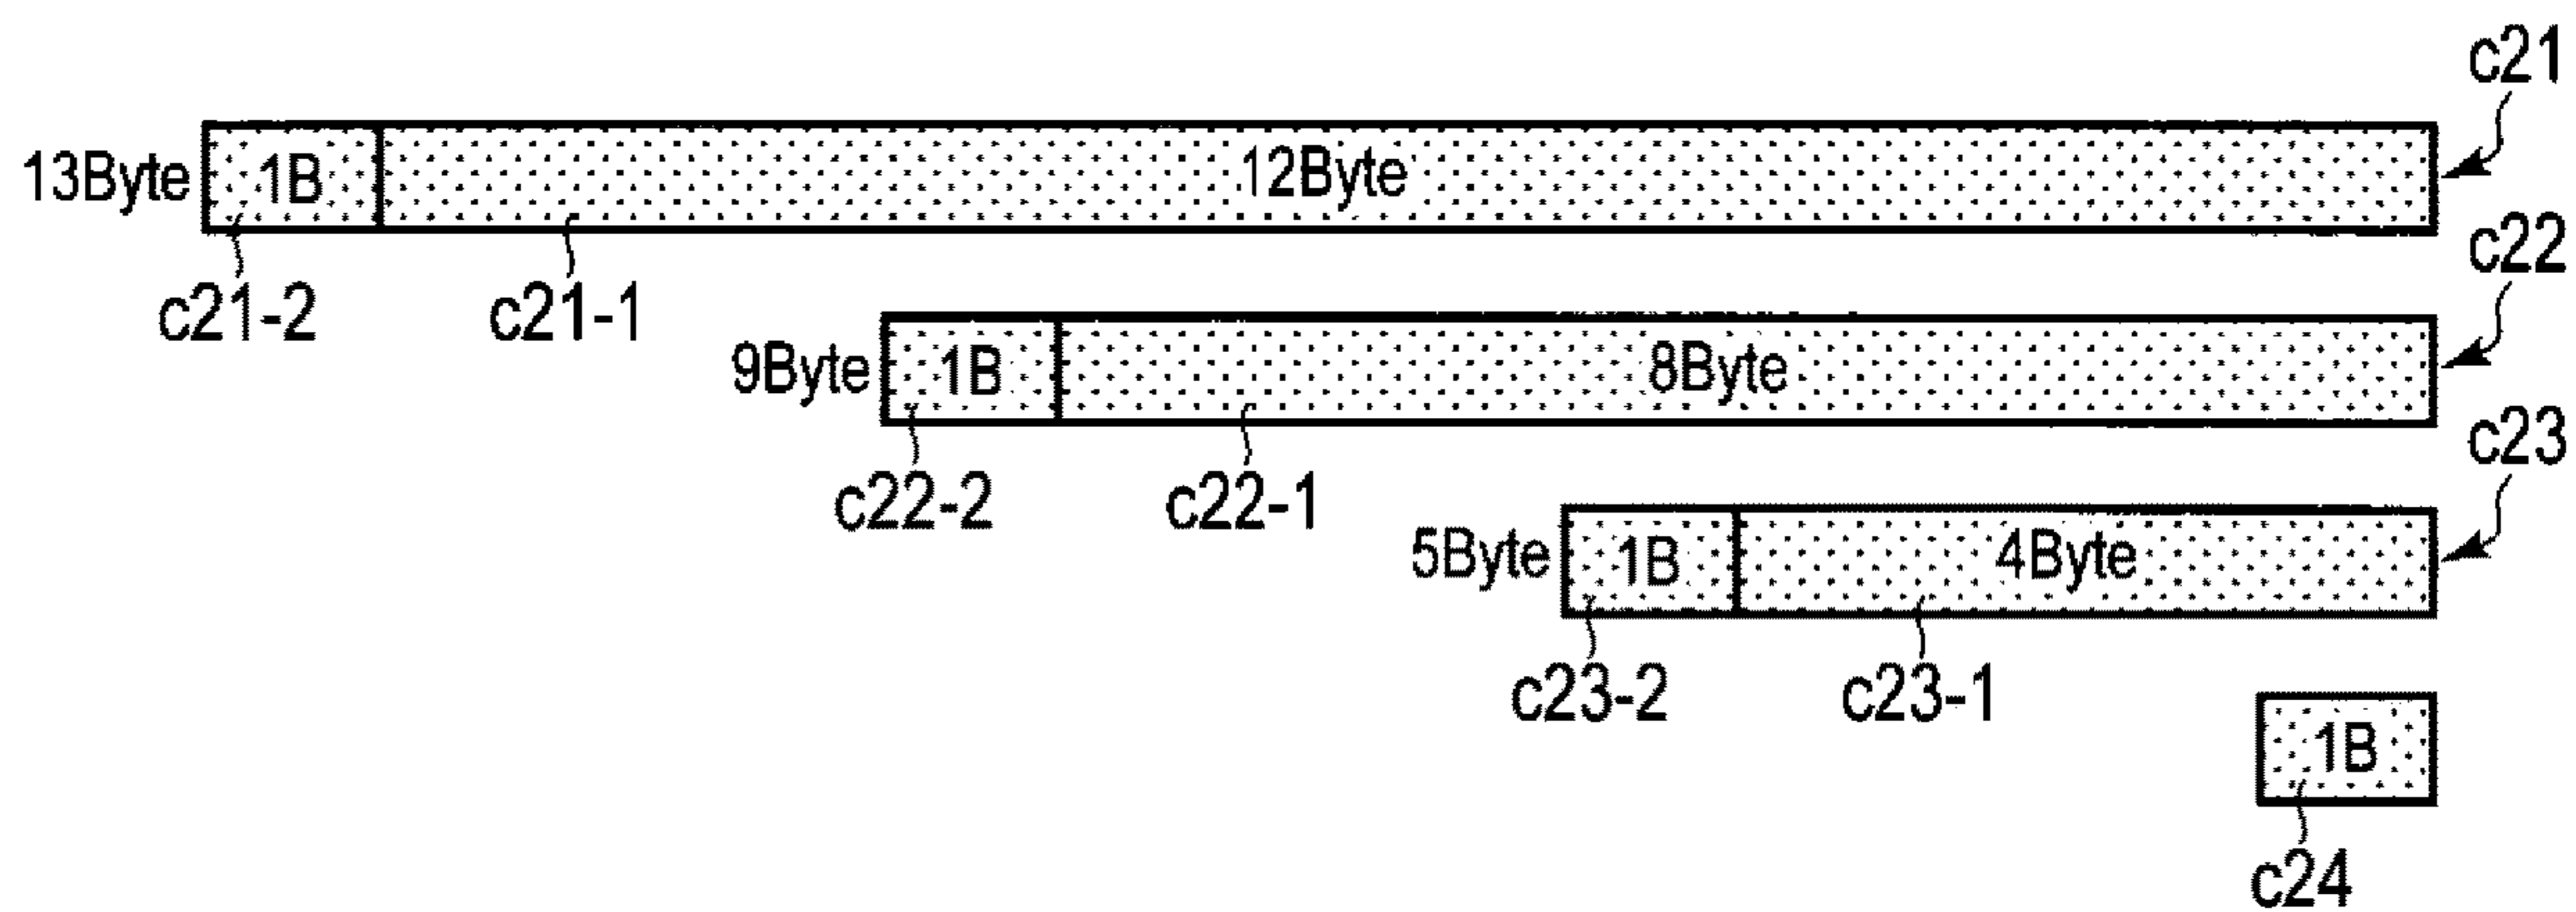 c21
13Byte 1B 12Byte
c21-2 c21-1
c22
9Byte 1B 8Byte
c22-2 c22-1
c23
5Byte 1B 4Byte
c23-2 c23-1
1B
c24